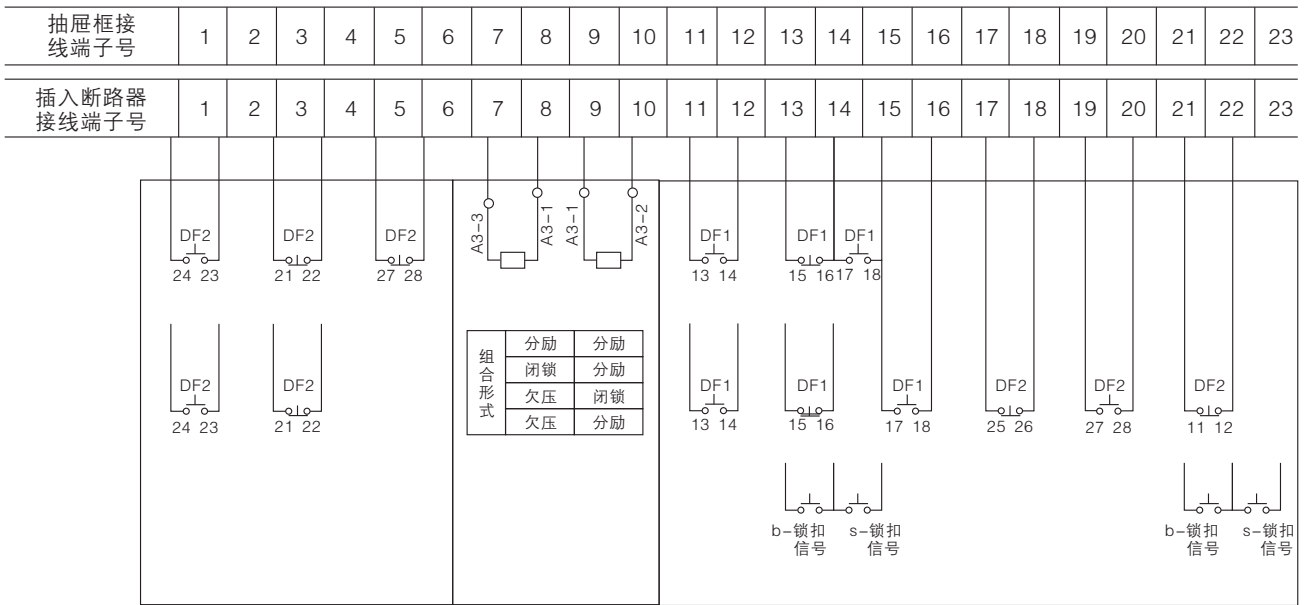 抽屉框接
线端子号
1 2 3 4 5 6 7 8 9 10 11 12 13 14 15 16 17 18 19 20 21 22 23
插入断路器
接线端子号
1 2 3 4 5 6 7 8 9 10 11 12 13 14 15 16 17 18 19 20 21 22 23
A3-3 A3-1 A3-1 A3-2
DF2 DF2 DF2 DF1 DF1 DF1
24 23 21 22 27 28 13 14 15 16 17 18
组合形式
分励 分励
闭锁 分励
欠压 闭锁
欠压 分励
DF2 DF2 DF1 DF1 DF1 DF2 DF2 DF2
24 23 21 22 13 14 15 16 17 18 25 26 27 28 11 12
b-锁扣 s-锁扣 b-锁扣 s-锁扣
信号 信号 信号 信号